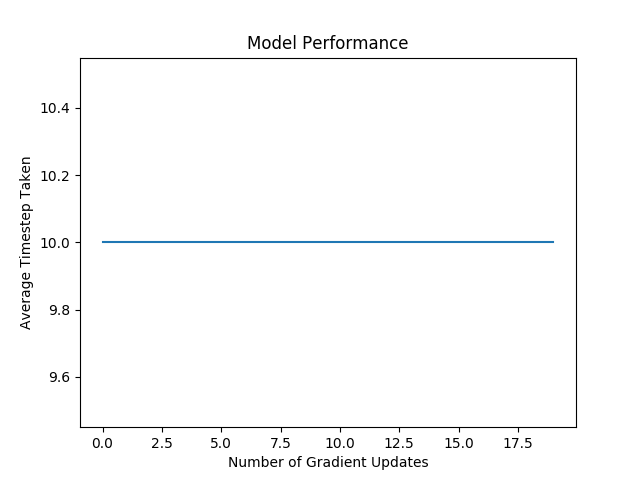 Model Performance
10.4
10.2
10.0
9.8
9.6
Average Timestep Taken
0.0 2.5 5.0 7.5 10.0 12.5 15.0 17.5
Number of Gradient Updates